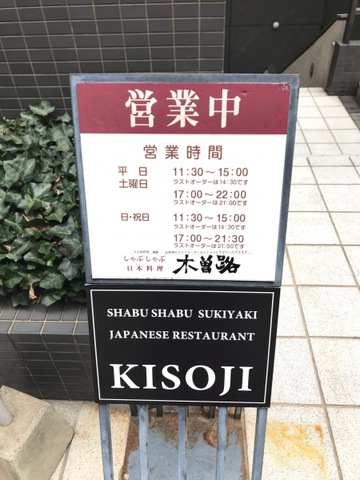 営業中
営業時間
平日 11:30～15:00
土曜日 ラストオーダーは14:30です
17:00～22:00
ラストオーダーは21:00です
日・祝日 11:30～15:00
ラストオーダーは14:30です
17:00～21:30
ラストオーダーは21:00です
しゃぶしゃぶ
日本料理 木曽路
SHABU SHABU SUKIYAKI
JAPANESE RESTAURANT
KISOJI